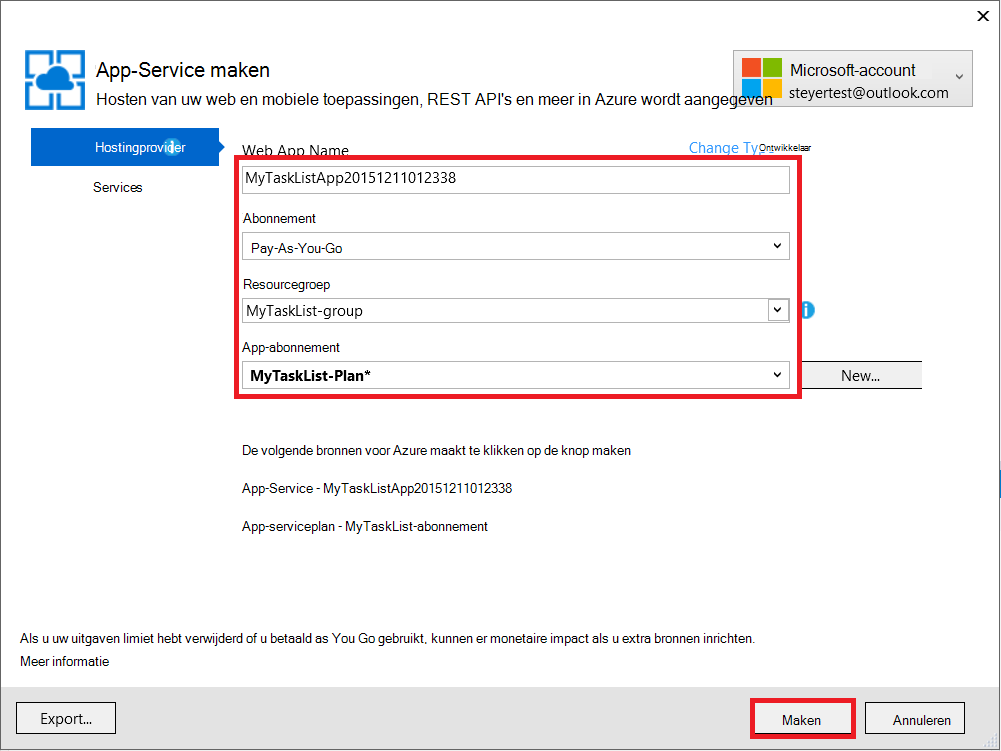 App-Service maken
Hosten van uw web en mobiele toepassingen, REST API's en meer in Azure wordt aangegeven
Microsoft-account
steyertest@outlook.com
Hostingprovider
Services
Web App Name
Change Type
Ontwikkelaar
MyTaskListApp20151211012338
Abonnement
Pay-As-You-Go
Resourcegroep
MyTaskList-group
App-abonnement
MyTaskList-Plan*
New...
De volgende bronnen voor Azure maakt te klikken op de knop maken
App-Service - MyTaskListApp20151211012338
App-serviceplan - MyTaskList-abonnement
Als u uw uitgaven limiet hebt verwijderd of u betaald as You Go gebruikt, kunnen er monetaire impact als u extra bronnen inrichten.
Meer informatie
Export...
Maken
Annuleren